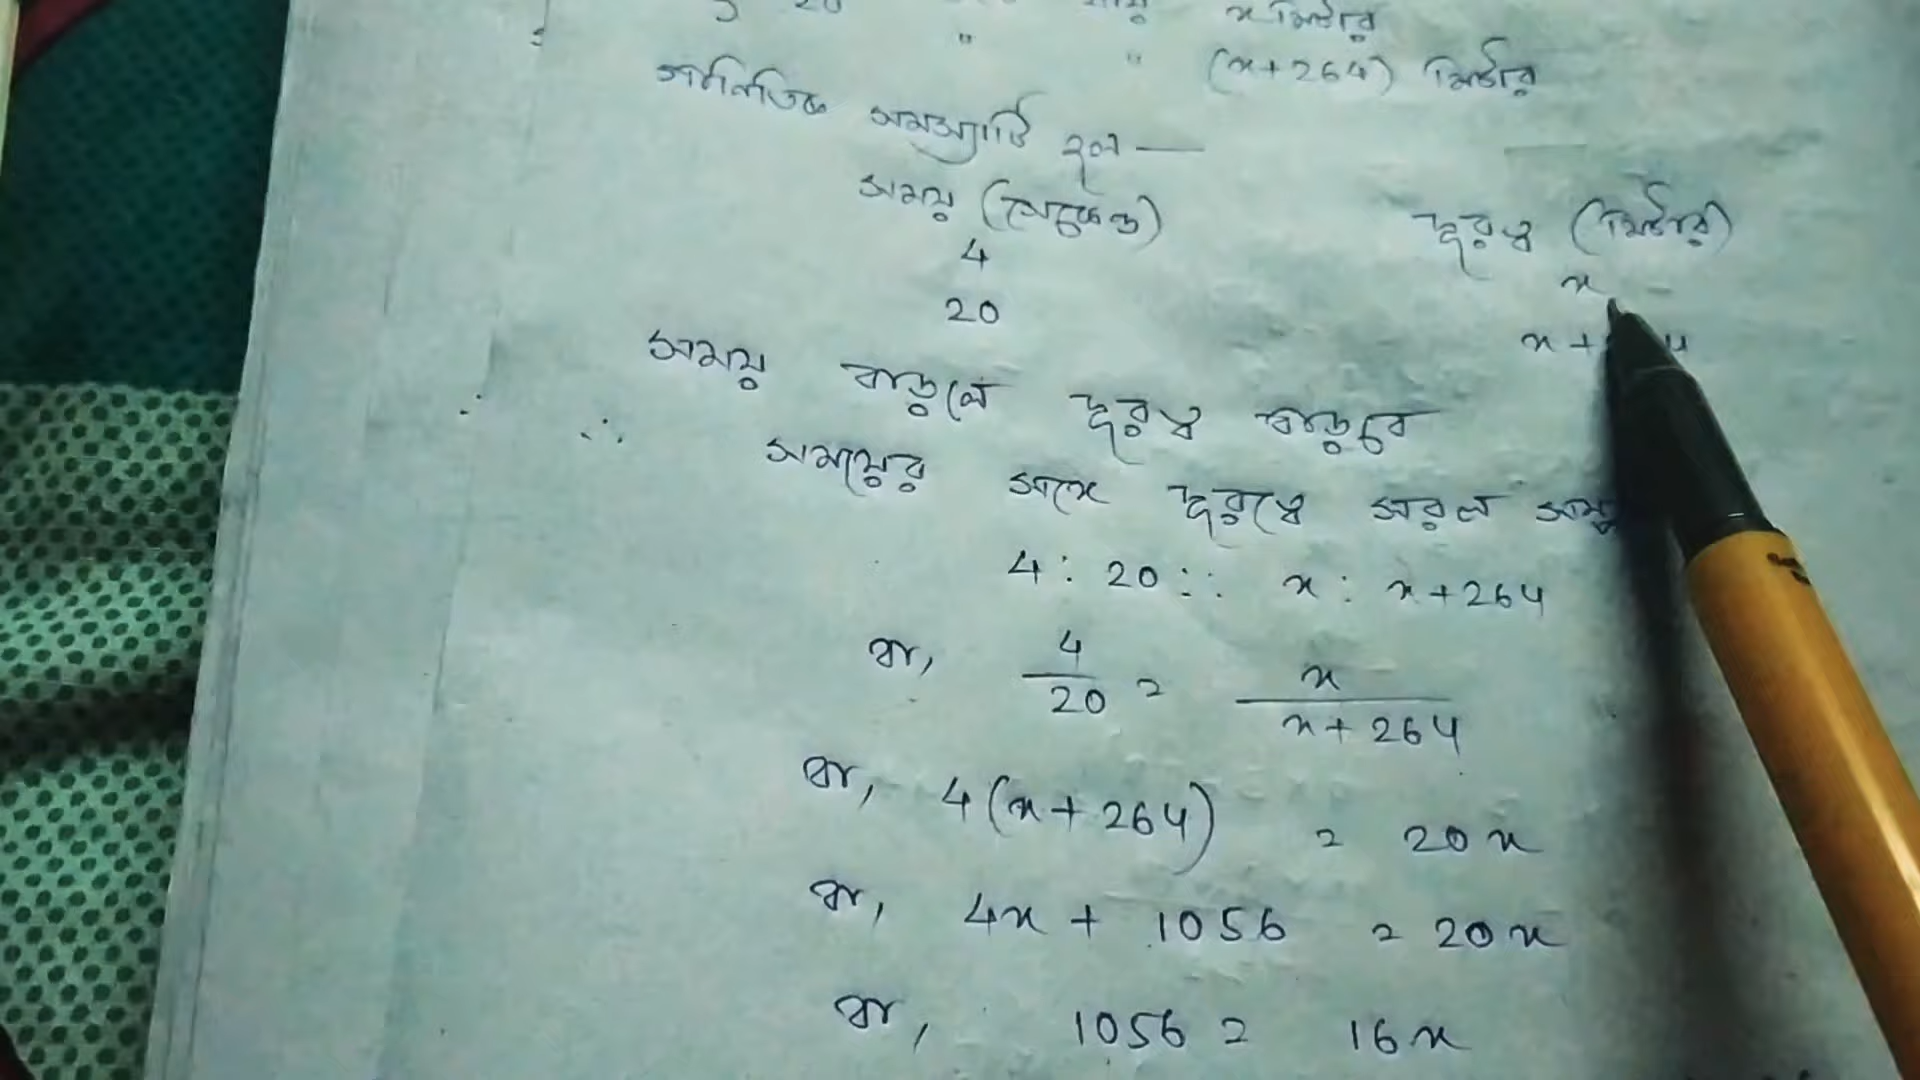 20 x মিটার
" " (x+264) মিটার
গানিতিক সমস্যাটি হল —
সময় (সেকেন্ড) দূরত্ব (মিটার)
4 x
20 x+
সময় বাড়লে দূরত্ব বাড়বে
∴ সময়ের সাথে দূরত্বে সরল
4 : 20 :: x : x+264
বা, 4/20 = x/x+264
বা, 4(x+264) = 20x
বা, 4x + 1056 = 20x
বা, 1056 = 16x